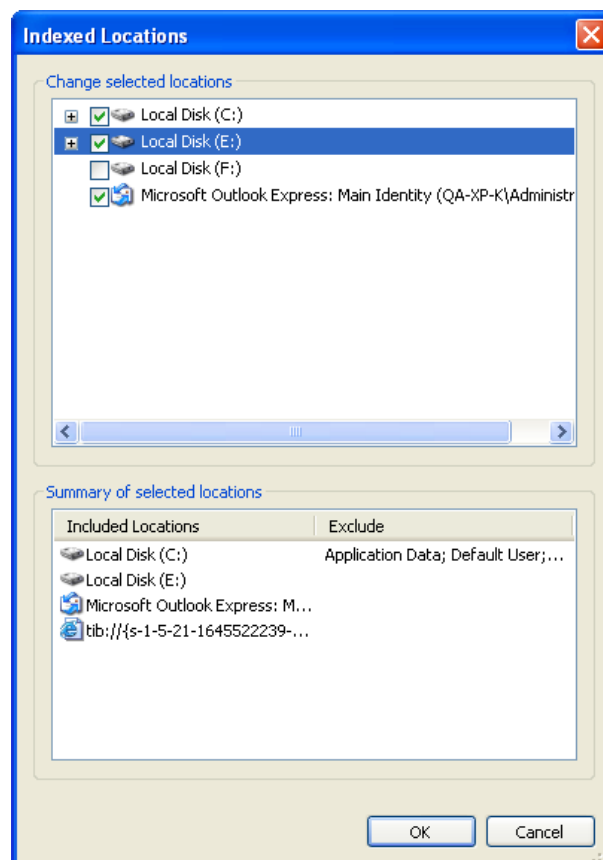 Indexed Locations
Change selected locations
Local Disk (C:)
Local Disk (E:)
Local Disk (F:)
Microsoft Outlook Express: Main Identity (QA-XP-K\Administr
Summary of selected locations
Included Locations Exclude
Local Disk (C:) Application Data; Default User;...
Local Disk (E:)
Microsoft Outlook Express: M...
tib://{s-1-5-21-1645522239-...
OK Cancel